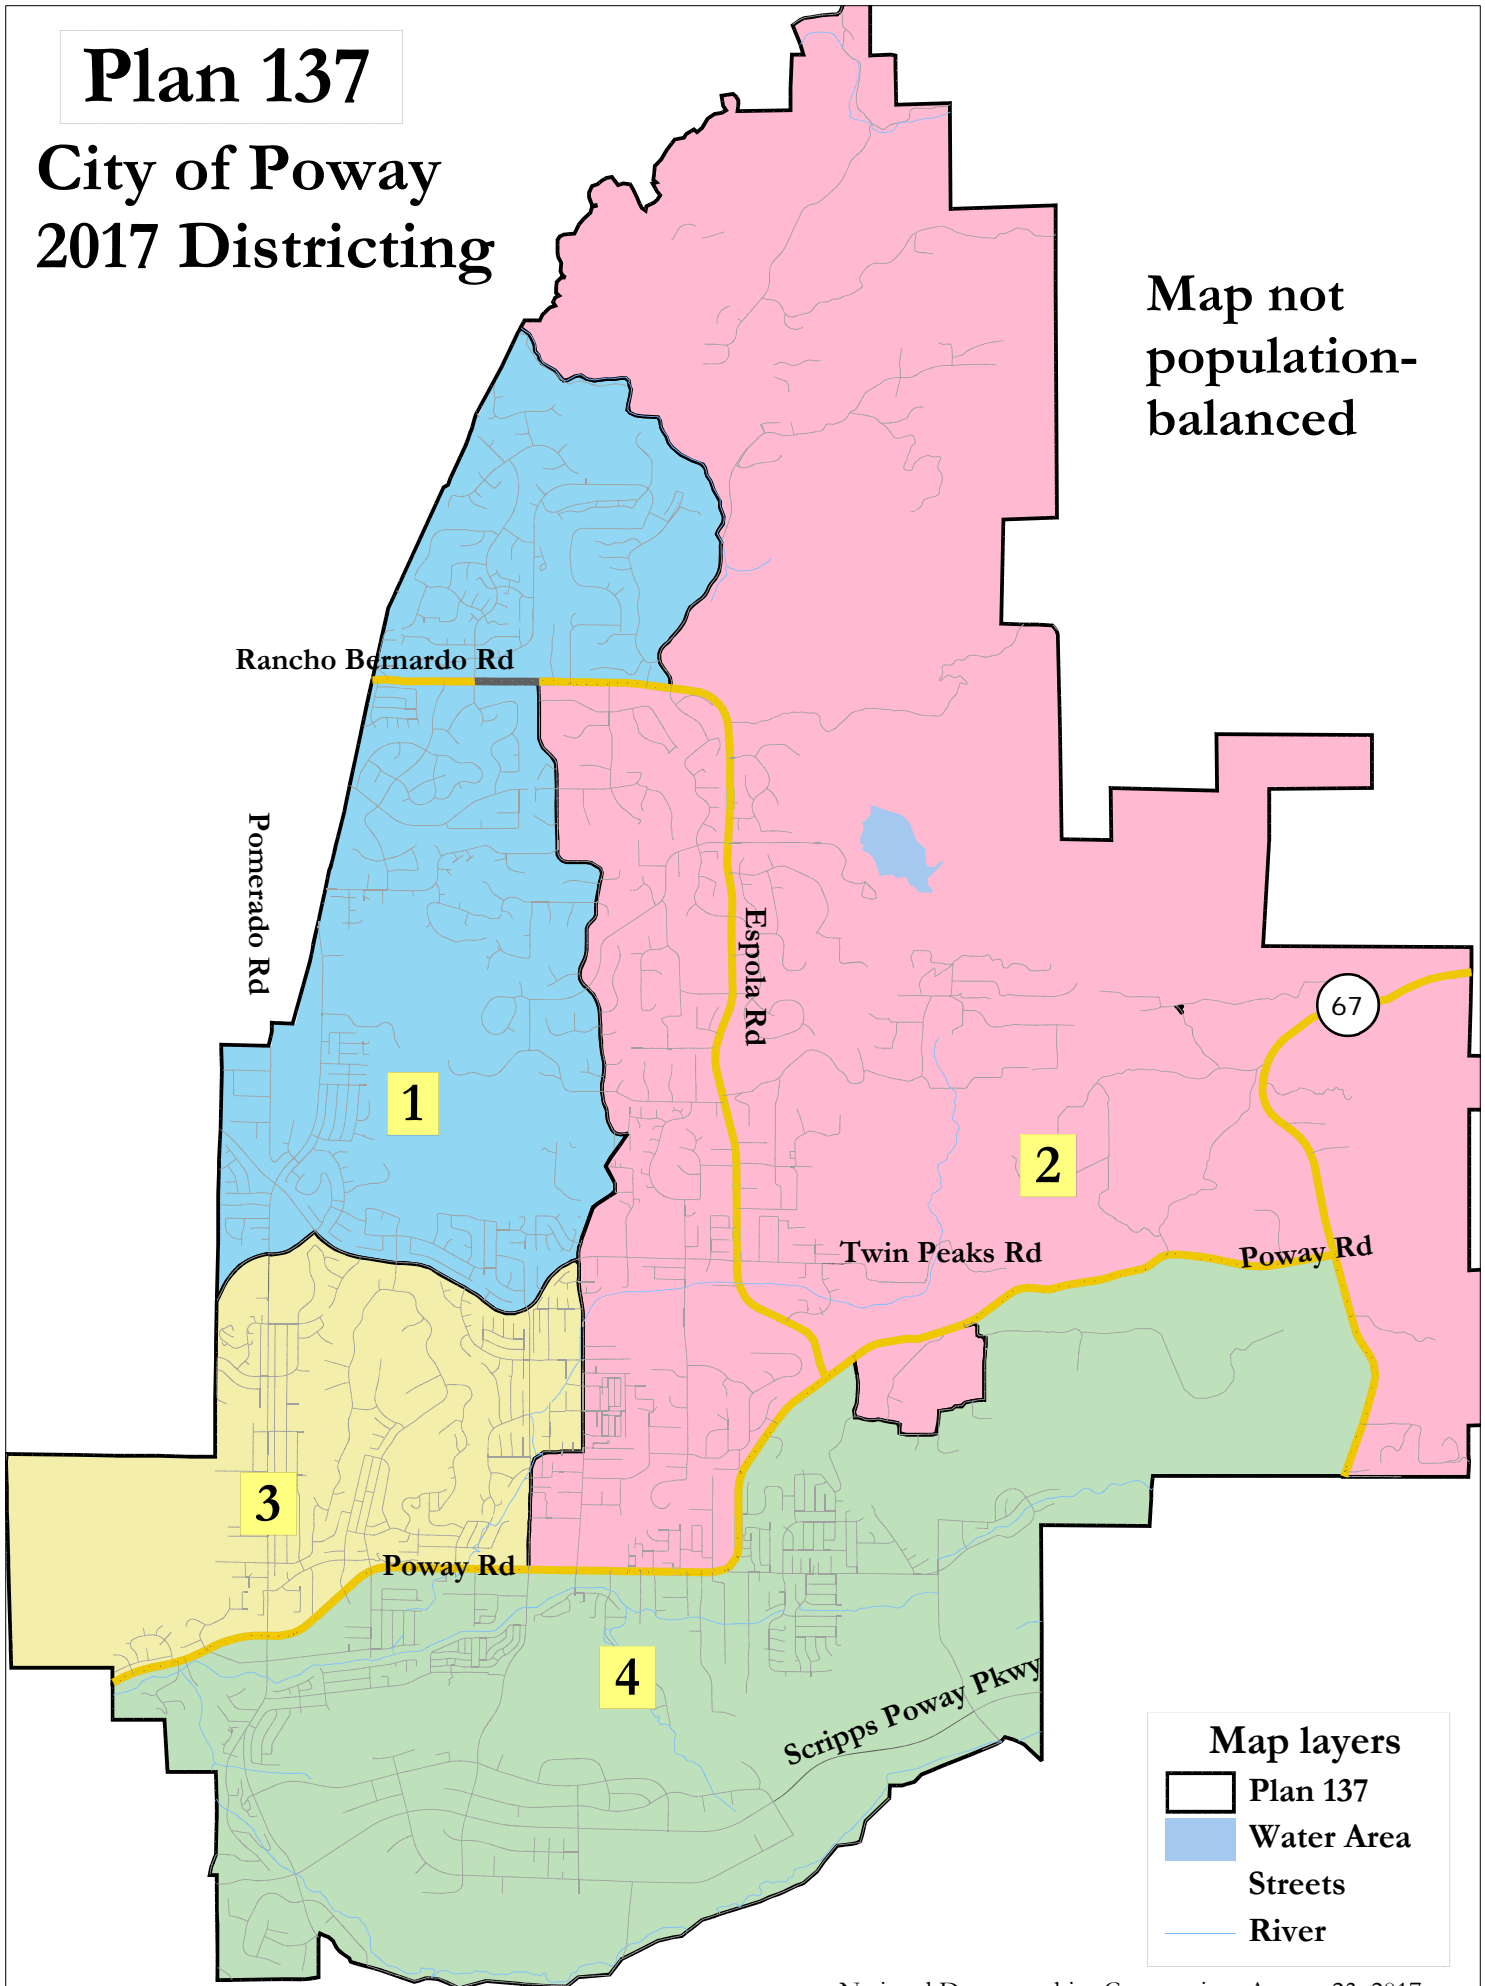 Plan 137
City of Poway
2017 Districting
Map not
population-
balanced
Rancho Bernardo Rd
Pomerado Rd
Espola Rd
67
1
2
Twin Peaks Rd
Poway Rd
3
Poway Rd
4
Scripps Poway Pkwy
Map layers
Plan 137
Water Area
Streets
River